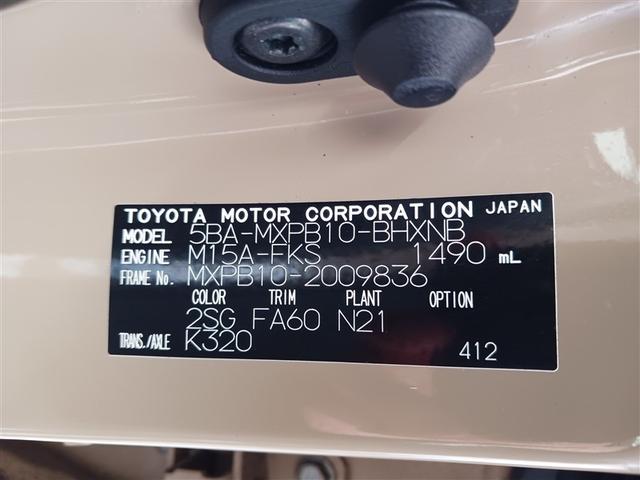 TOYOTA MOTOR CORPORATION JAPAN
MODEL 5BA-MXPB10-BHXNB
ENGINE M15A-FKS 1490 mL
FRAME No. MXPB10-2009836
COLOR TRIM PLANT OPTION
2SG FA60 N21
TRANS./AXLE K320
412